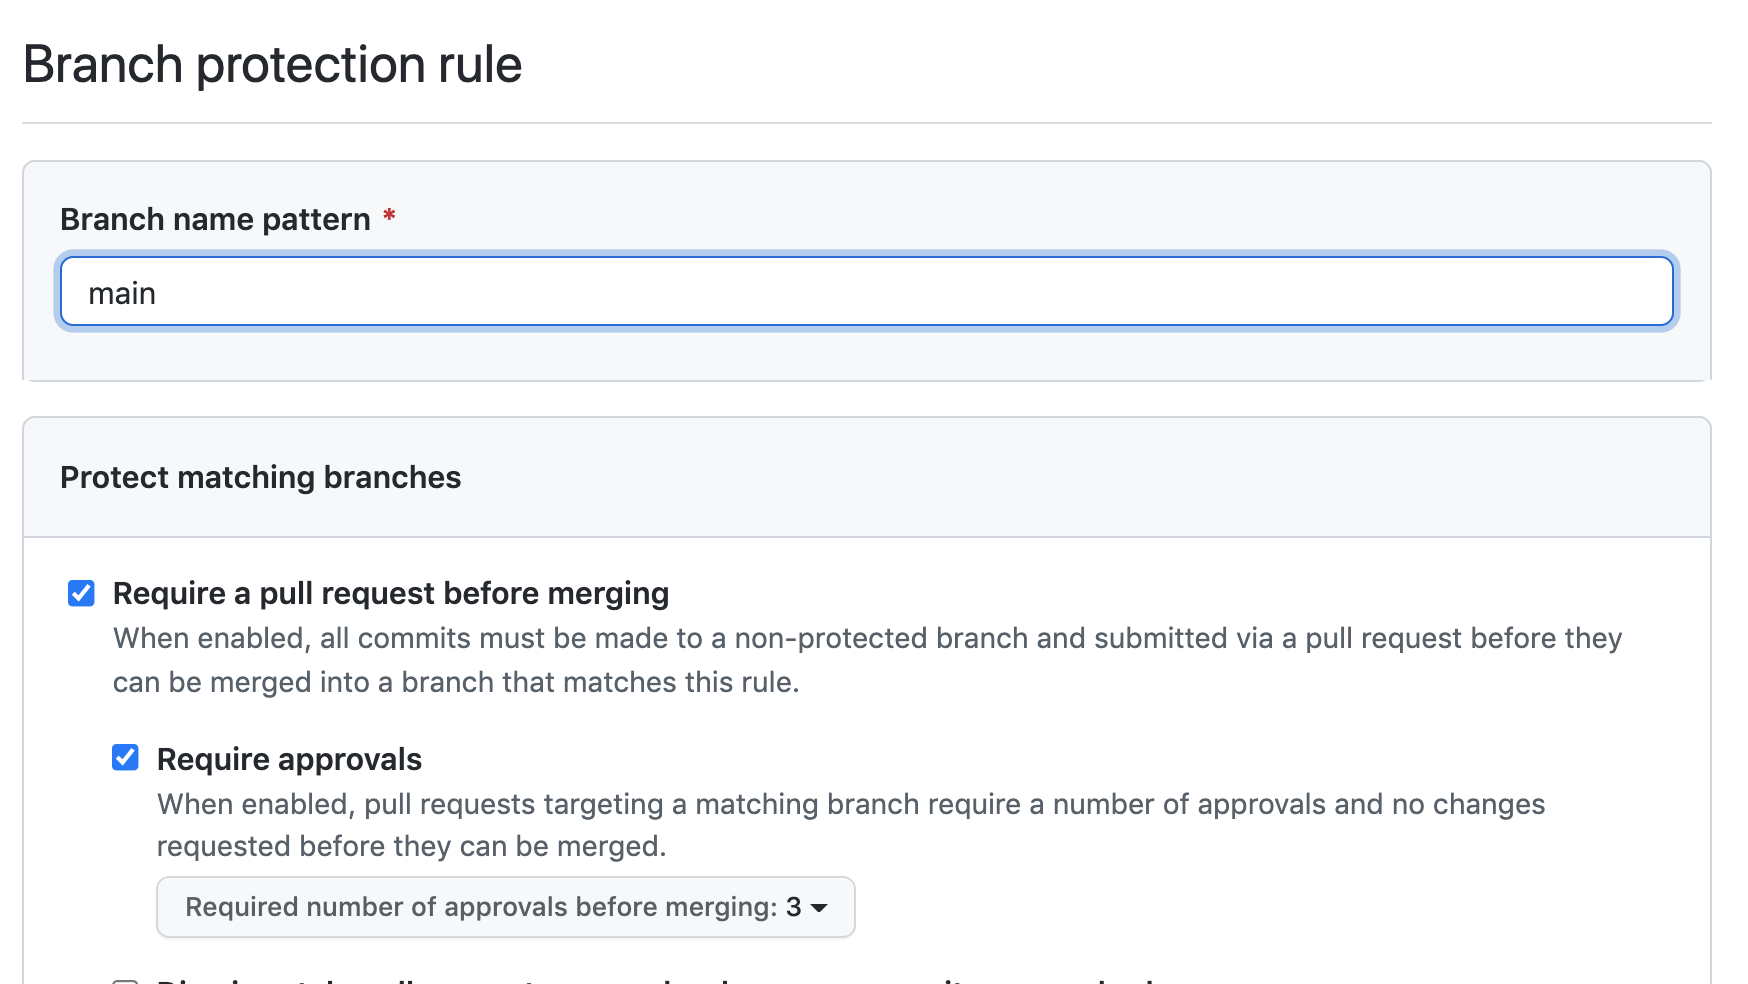 Branch protection rule
Branch name pattern *
main
Protect matching branches
Require a pull request before merging
When enabled, all commits must be made to a non-protected branch and submitted via a pull request before they
can be merged into a branch that matches this rule.
Require approvals
When enabled, pull requests targeting a matching branch require a number of approvals and no changes
requested before they can be merged.
Required number of approvals before merging: 3